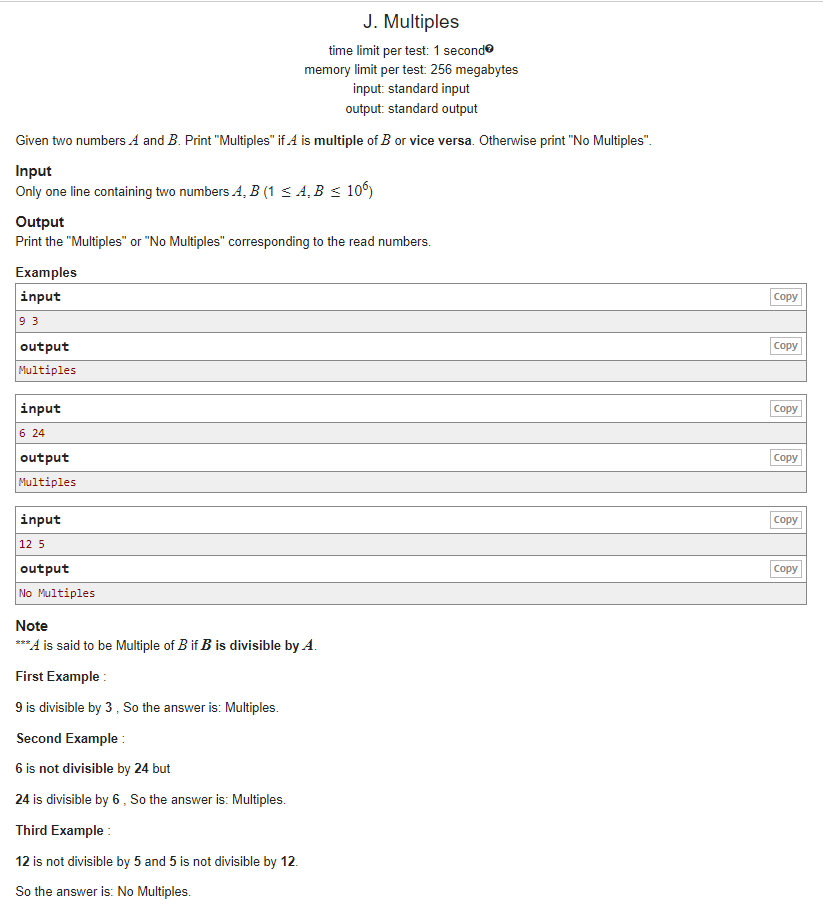 J. Multiples
time limit per test: 1 second?
memory limit per test: 256 megabytes
input: standard input
output: standard output
Given two numbers A and B. Print "Multiples" if A is multiple of B or vice versa. Otherwise print "No Multiples".
Input
Only one line containing two numbers A, B (1 ≤ A, B ≤ 10^6)
Output
Print the "Multiples" or "No Multiples" corresponding to the read numbers.
Examples
input Copy
9 3
output Copy
Multiples
input Copy
6 24
output Copy
Multiples
input Copy
12 5
output Copy
No Multiples
Note
***A is said to be Multiple of B if B is divisible by A.
First Example :
9 is divisible by 3 , So the answer is: Multiples.
Second Example :
6 is not divisible by 24 but
24 is divisible by 6 , So the answer is: Multiples.
Third Example :
12 is not divisible by 5 and 5 is not divisible by 12.
So the answer is: No Multiples.